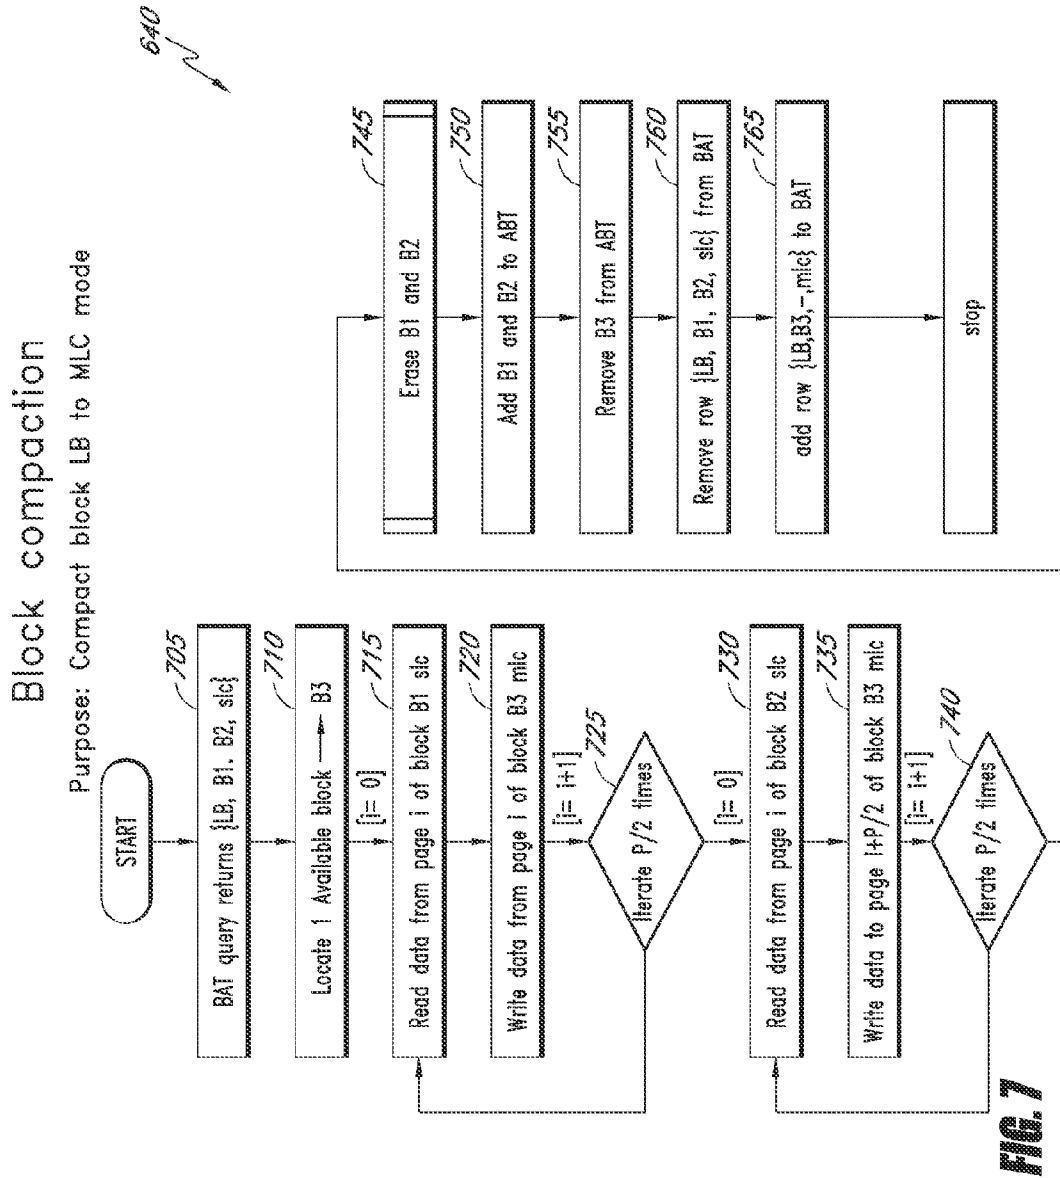 Block compaction
Purpose: Compact block LB to MLC mode
640
START
705
BAT query returns {LB, B1. B2, slc}
710
Locate 1 Available block → B3
[i= 0]
715
Read data from page i of block B1 slc
720
Write data from page i of block B3 mlc
[i= i+1]
725
Iterate P/2 times
[i= 0]
730
Read data from page i of block B2 slc
735
Write data to page i+P/2 of block B3 mlc
[i= i+1]
740
Iterate P/2 times
745
Erase B1 and B2
750
Add B1 and B2 to ABT
755
Remove B3 from ABT
760
Remove row {LB, B1, B2, slc} from BAT
765
add row {LB,B3,-,mlc} to BAT
stop
FIG. 7